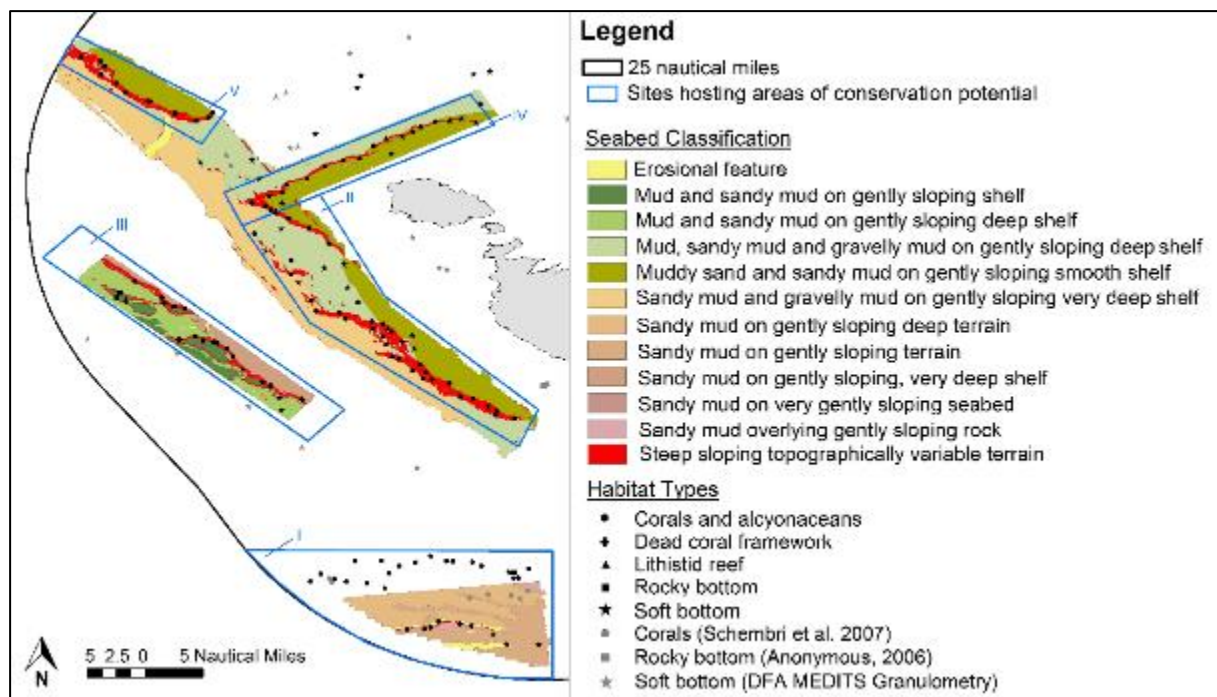 V
IV
II
III
I
N
5 2.5 0 5 Nautical Miles
Legend
25 nautical miles
Sites hosting areas of conservation potential
Seabed Classification
Erosional feature
Mud and sandy mud on gently sloping shelf
Mud and sandy mud on gently sloping deep shelf
Mud, sandy mud and gravelly mud on gently sloping deep shelf
Muddy sand and sandy mud on gently sloping smooth shelf
Sandy mud and gravelly mud on gently sloping very deep shelf
Sandy mud on gently sloping deep terrain
Sandy mud on gently sloping terrain
Sandy mud on gently sloping, very deep shelf
Sandy mud on very gently sloping seabed
Sandy mud overlying gently sloping rock
Steep sloping topographically variable terrain
Habitat Types
Corals and alcyonaceans
Dead coral framework
Lithistid reef
Rocky bottom
Soft bottom
Corals (Schembri et al. 2007)
Rocky bottom (Anonymous, 2006)
Soft bottom (DFA MEDITS Granulometry)